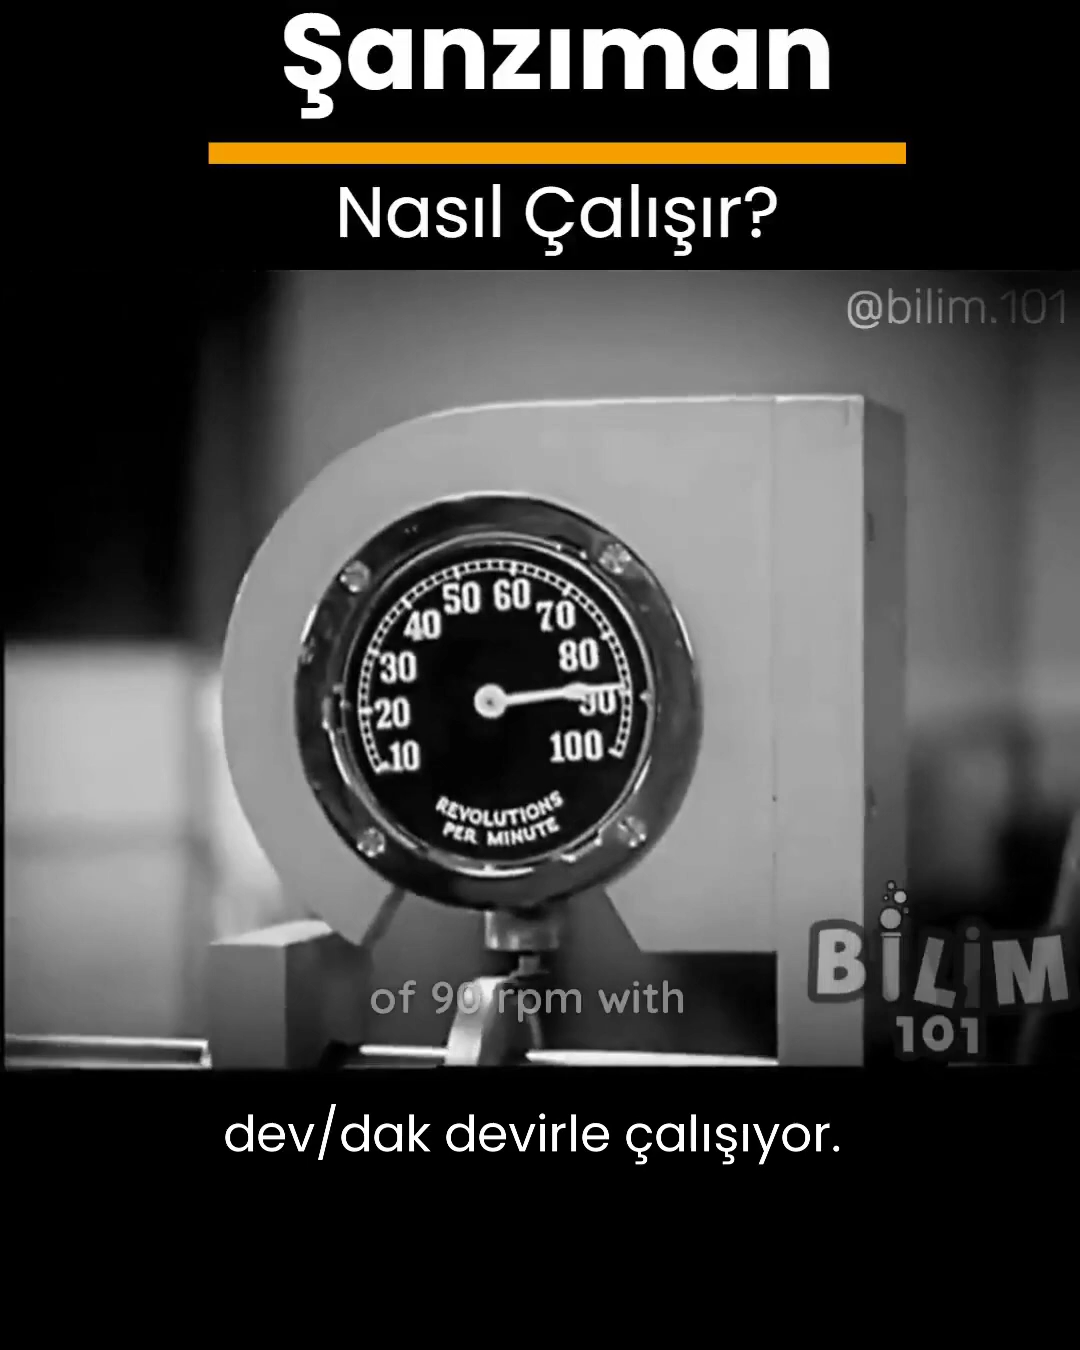 Şanzıman
Nasıl Çalışır?
@bilim.101
50 60
40 70
30 80
20 90
10 100
REVOLUTIONS
PER MINUTE
of 90 rpm with
BİLİM
101
dev/dak devirle çalışıyor.